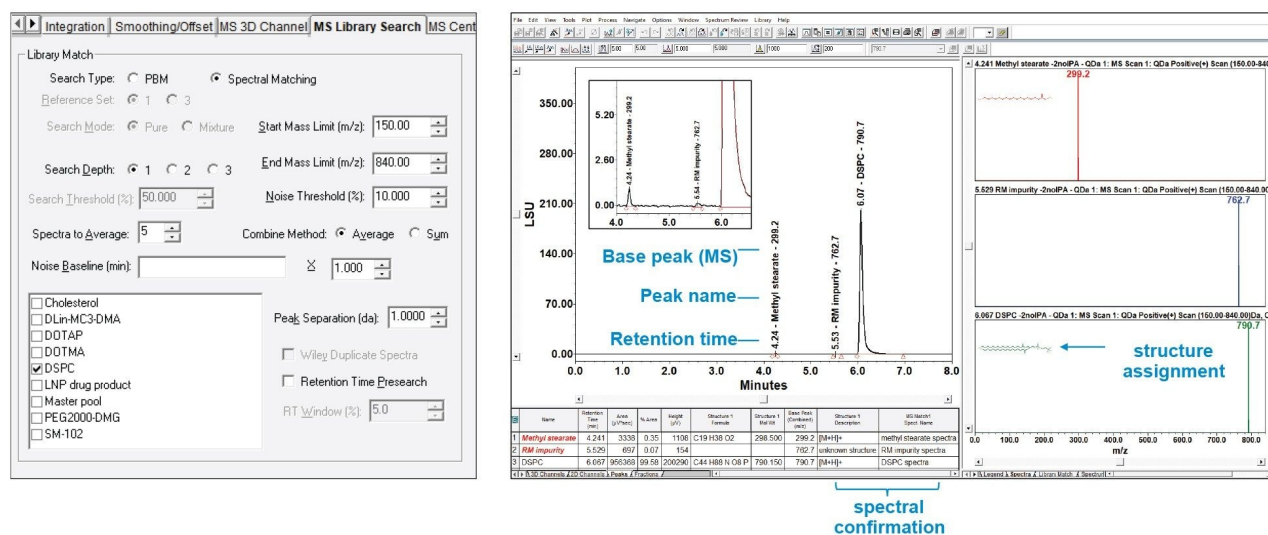 Integration
Smoothing/Offset
MS 3D Channel
MS Library Search
MS Cent
Library Match
Search Type: PBM Spectral Matching
Reference Set: 1 3
Search Mode: Pure Mixture
Start Mass Limit (m/z): 150.00
Search Depth: 1 2 3
End Mass Limit (m/z): 840.00
Search Threshold (%): 50.000
Noise Threshold (%): 10.000
Spectra to Average: 5
Combine Method: Average Sum
Noise Baseline (min):
1.000
Cholesterol
DLin-MC3-DMA
DOTAP
DOTMA
DSPC
LNP drug product
Master pool
PEG2000-DMG
SM-102
Peak Separation (da): 1.0000
Wiley Duplicate Spectra
Retention Time Presearch
RT Window (%): 5.0
File Edit View Tools Plot Process Navigate Options Window Spectrum Review Library Help
350.00
280.00
210.00
140.00
70.00
0.00
LSU
5.20
2.60
0.00
4.0 5.0 6.0
4.24 - Methyl stearate - 299.2
5.54 - RM impurity - 762.7
4.24 - Methyl stearate - 299.2
5.53 - RM impurity - 762.7
6.07 - DSPC - 790.7
Base peak (MS)
Peak name
Retention time
0.0 1.0 2.0 3.0 4.0 5.0 6.0 7.0 8.0
Minutes
4.241 Methyl stearate -2nolPA - QDa 1: MS Scan 1: QDa Positive(+) Scan (150.00-840
299.2
5.529 RM impurity -2nolPA - QDa 1: MS Scan 1: QDa Positive(+) Scan (150.00-840.00
762.7
6.067 DSPC -2nolPA - QDa 1: MS Scan 1: QDa Positive(+) Scan (150.00-840.00)Da, C
790.7
structure
assignment
0.0 100.0 200.0 300.0 400.0 500.0 600.0 700.0 800.0
m/z
Name
Retention Time (min)
Area (µV*sec)
% Area
Height (µV)
Structure 1 Formula
Structure 1 Mol Wt
Base Peak (Combined) (m/z)
Structure 1 Description
MS Match1 Spect. Name
1 Methyl stearate 4.241 3338 0.35 1108 C19 H38 O2 298.500 299.2 [M+H]+ methyl stearate spectra
2 RM impurity 5.529 697 0.07 154 762.7 unknown structure RM impurity spectra
3 DSPC 6.067 956368 99.58 200290 C44 H88 N O8 P 790.150 790.7 [M+H]+ DSPC spectra
3D Channels 2D Channels Peaks Fractions
Legend Spectra Library Match
spectral
confirmation